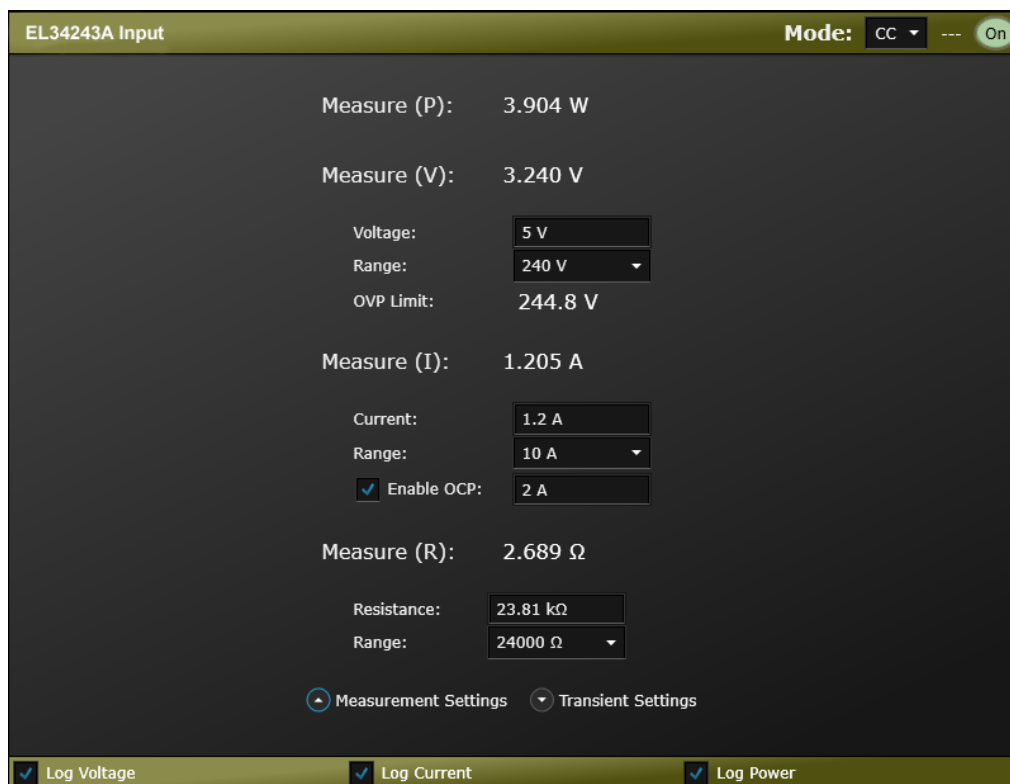 EL34243A Input Mode: CC --- On
Measure (P): 3.904 W
Measure (V): 3.240 V
Voltage: 5 V
Range: 240 V
OVP Limit: 244.8 V
Measure (I): 1.205 A
Current: 1.2 A
Range: 10 A
Enable OCP: 2 A
Measure (R): 2.689 Ω
Resistance: 23.81 kΩ
Range: 24000 Ω
Measurement Settings Transient Settings
Log Voltage Log Current Log Power